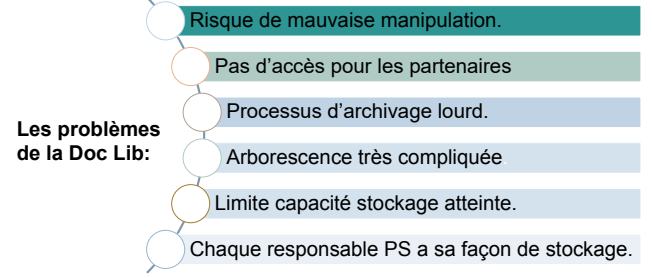 Risque de mauvaise manipulation.
Pas d’accès pour les partenaires
Processus d’archivage lourd.
Les problèmes
de la Doc Lib:
Arborescence très compliquée.
Limite capacité stockage atteinte.
Chaque responsable PS a sa façon de stockage.